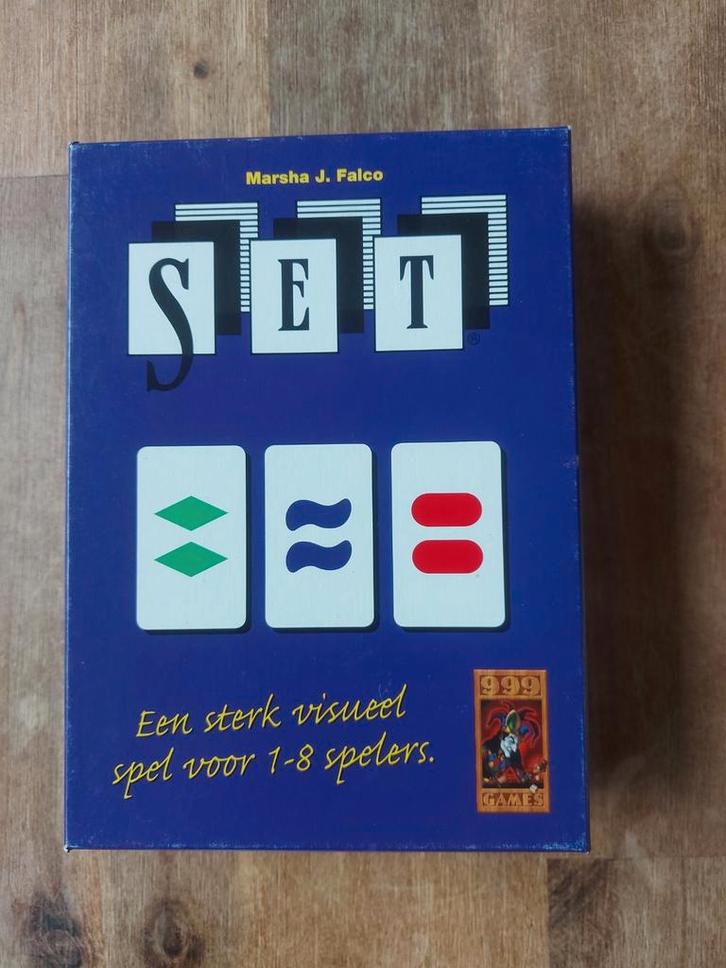 Marsha J. Falco
SET®
Een sterk visueel
spel voor 1-8 spelers.
999
GAMES